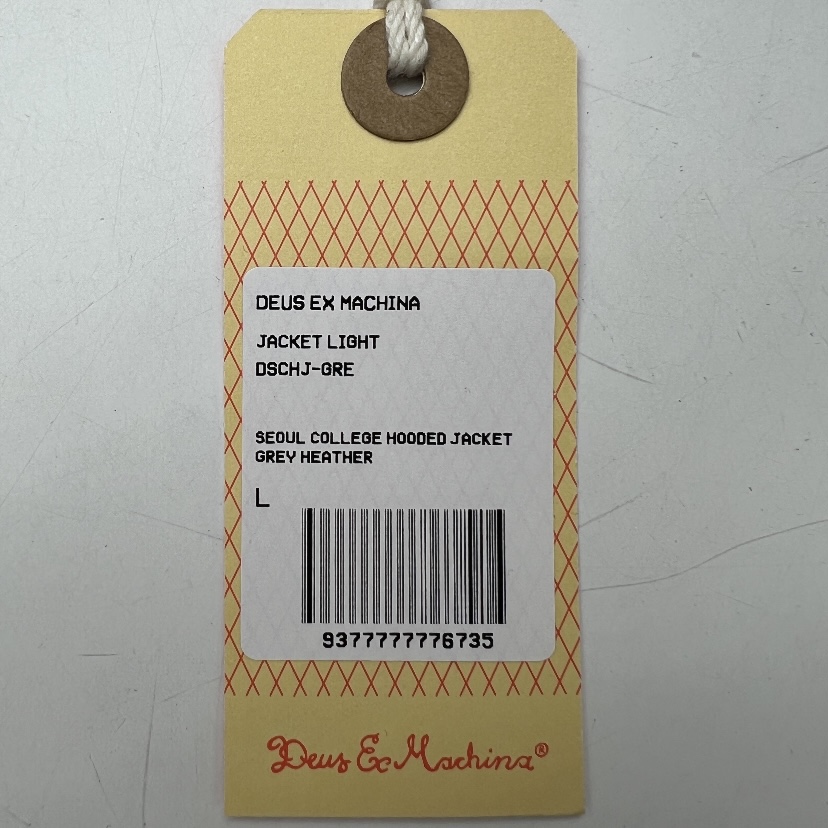 DEUS EX MACHINA
JACKET LIGHT
DSCHJ-GRE
SEOUL COLLEGE HOODED JACKET
GREY HEATHER
L
9377777776735
Deus Ex Machina®